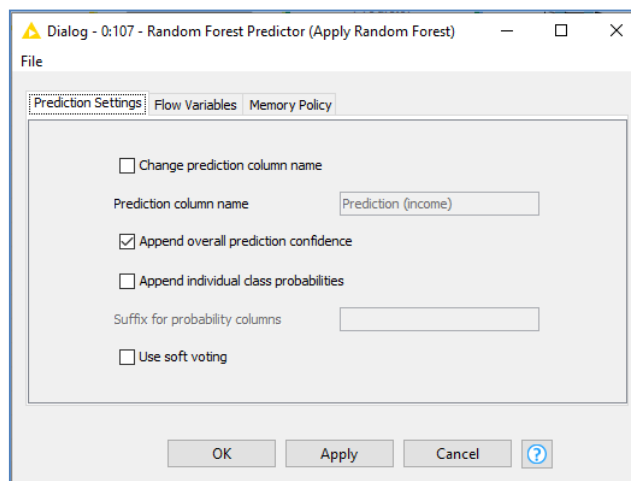 Dialog - 0:107 - Random Forest Predictor (Apply Random Forest)
File
Prediction Settings Flow Variables Memory Policy
Change prediction column name
Prediction column name Prediction (income)
Append overall prediction confidence
Append individual class probabilities
Suffix for probability columns
Use soft voting
OK Apply Cancel ?